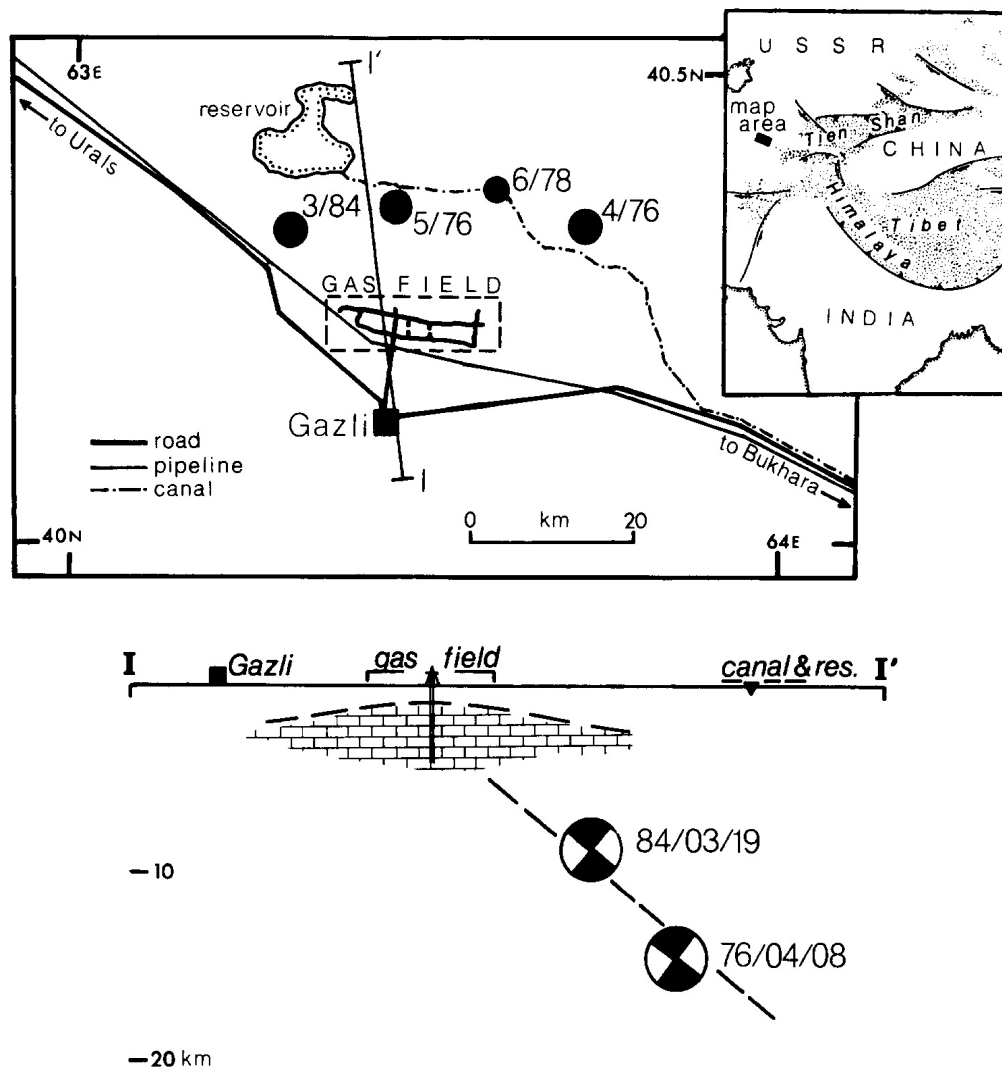 63E
I'
40.5N
reservoir
to Urals
3/84
5/76
6/78
4/76
GAS FIELD
Gazli
road
pipeline
canal
to Bukhara
0 km 20
40N
64E
USSR
map
area
Tien Shan
CHINA
Himalaya
Tibet
INDIA
I
I Gazli gas field canal & res. I'
84/03/19
10
76/04/08
20 km